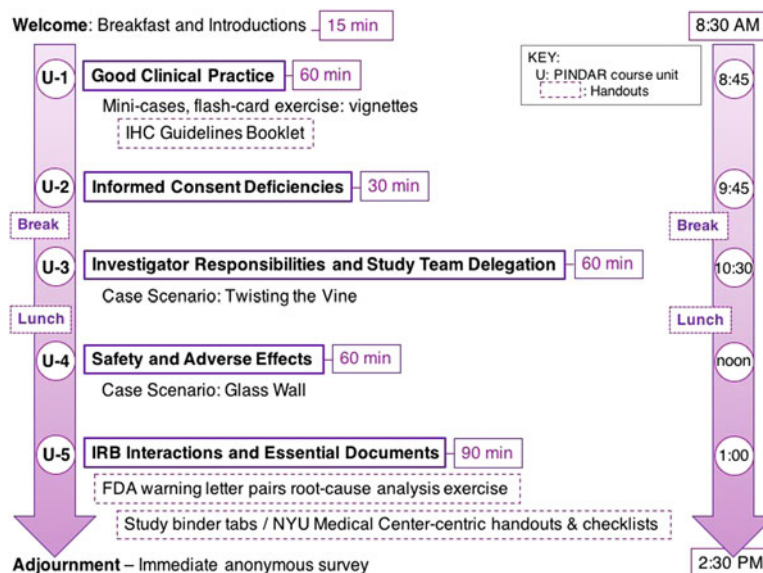 Welcome: Breakfast and Introductions 15 min 8:30 AM
KEY:
U: PINDAR course unit
: Handouts
U-1 Good Clinical Practice 60 min 8:45
Mini-cases, flash-card exercise: vignettes
IHC Guidelines Booklet
U-2 Informed Consent Deficiencies 30 min 9:45
Break Break
U-3 Investigator Responsibilities and Study Team Delegation 60 min 10:30
Case Scenario: Twisting the Vine
Lunch Lunch
U-4 Safety and Adverse Effects 60 min noon
Case Scenario: Glass Wall
U-5 IRB Interactions and Essential Documents 90 min 1:00
FDA warning letter pairs root-cause analysis exercise
Study binder tabs / NYU Medical Center-centric handouts & checklists
Adjournment – Immediate anonymous survey 2:30 PM